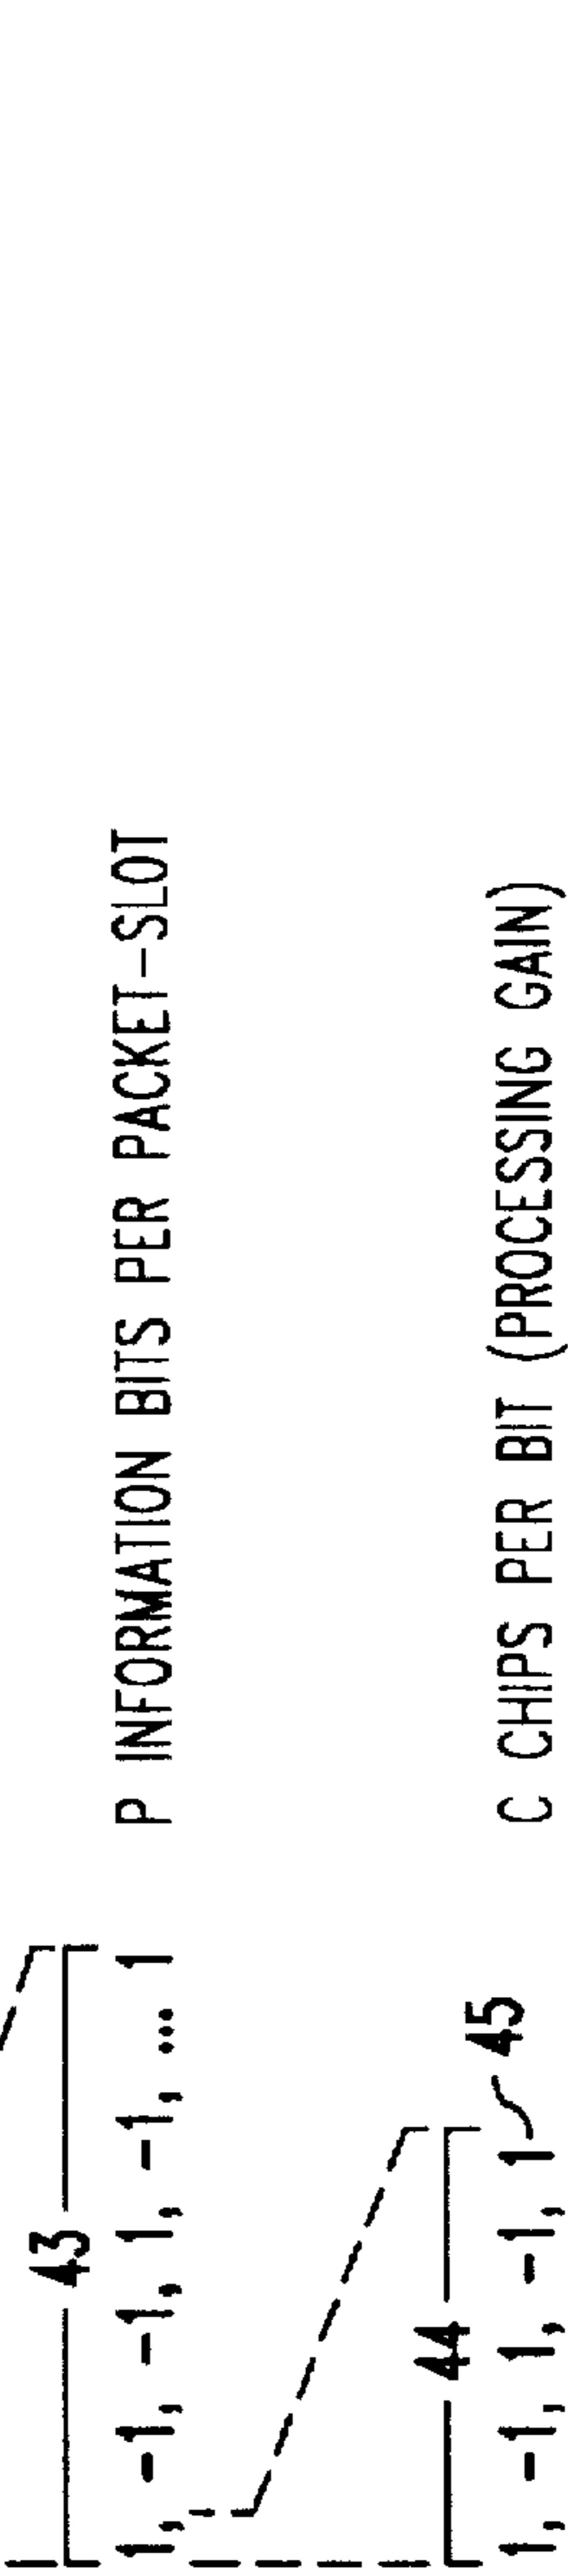 43
1, -1, -1, 1, -1, ... 1 P INFORMATION BITS PER PACKET-SLOT
44
1, -1, 1, -1, 1 45 C CHIPS PER BIT (PROCESSING GAIN)